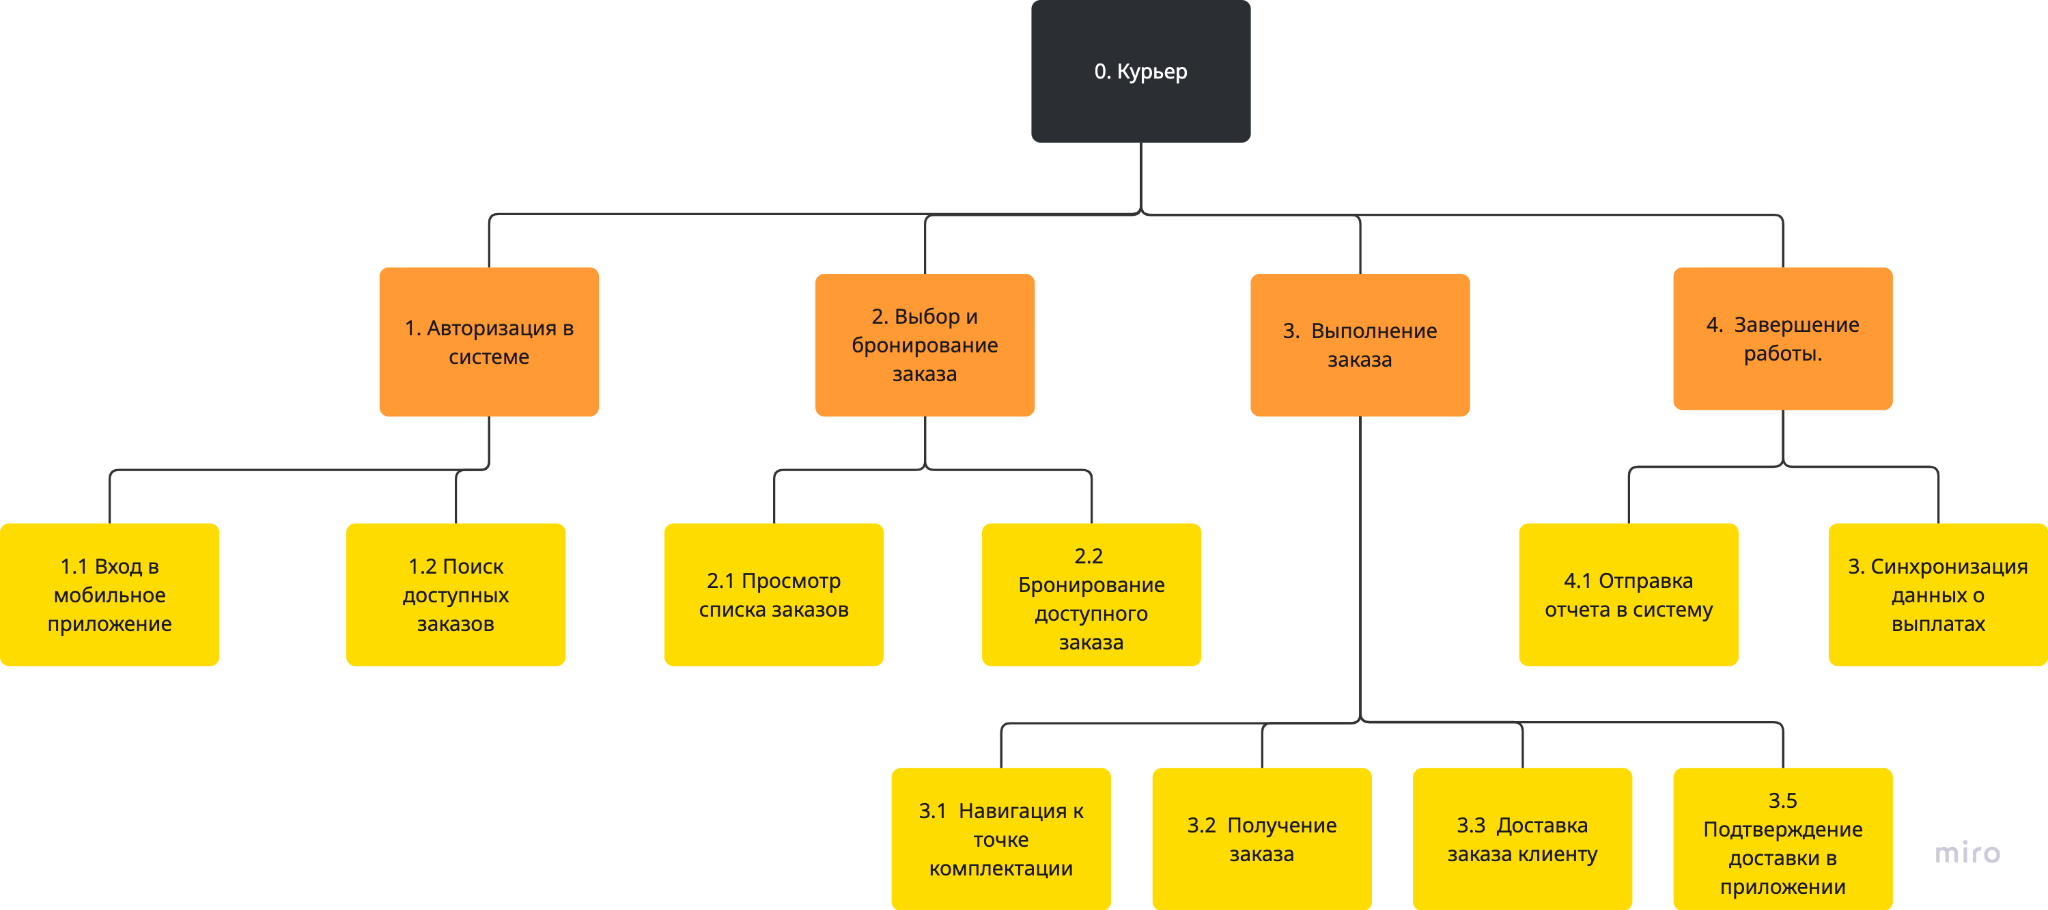 0. Курьер
1. Авторизация в
системе
2. Выбор и
бронирование
заказа
3. Выполнение
заказа
4. Завершение
работы.
1.1 Вход в
мобильное
приложение
1.2 Поиск
доступных
заказов
2.1 Просмотр
списка заказов
2.2
Бронирование
доступного
заказа
4.1 Отправка
отчета в систему
3. Синхронизация
данных о
выплатах
3.1 Навигация к
точке
комплектации
3.2 Получение
заказа
3.3 Доставка
заказа клиенту
3.5
Подтверждение
доставки в
приложении
miro